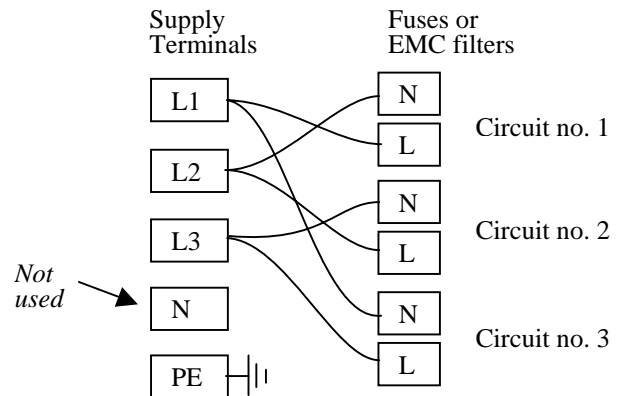 Supply
Terminals
Fuses or
EMC filters
L1
L2
L3
N
PE
Not
used
N
L
Circuit no. 1
N
L
Circuit no. 2
N
L
Circuit no. 3